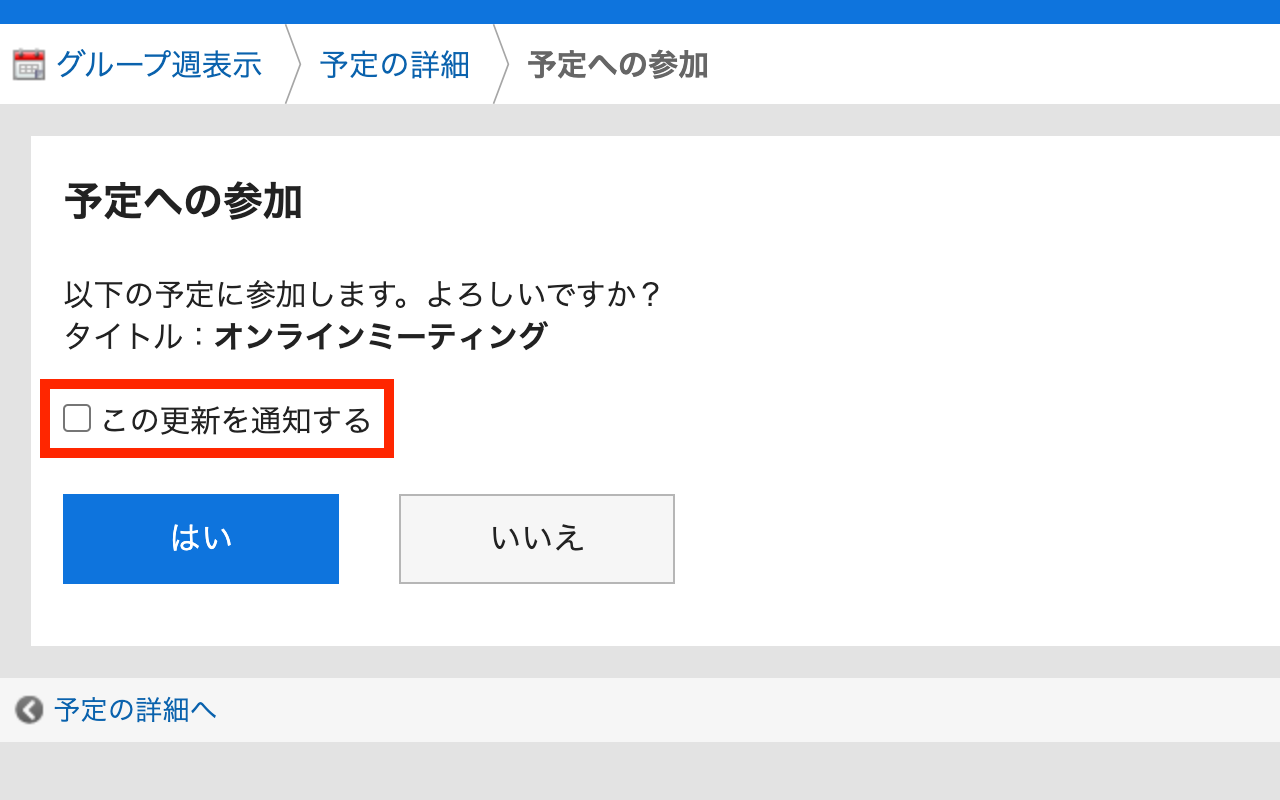 グループ週表示 予定の詳細 予定への参加
予定への参加
以下の予定に参加します。よろしいですか？
タイトル：オンラインミーティング
この更新を通知する
はい いいえ
予定の詳細へ